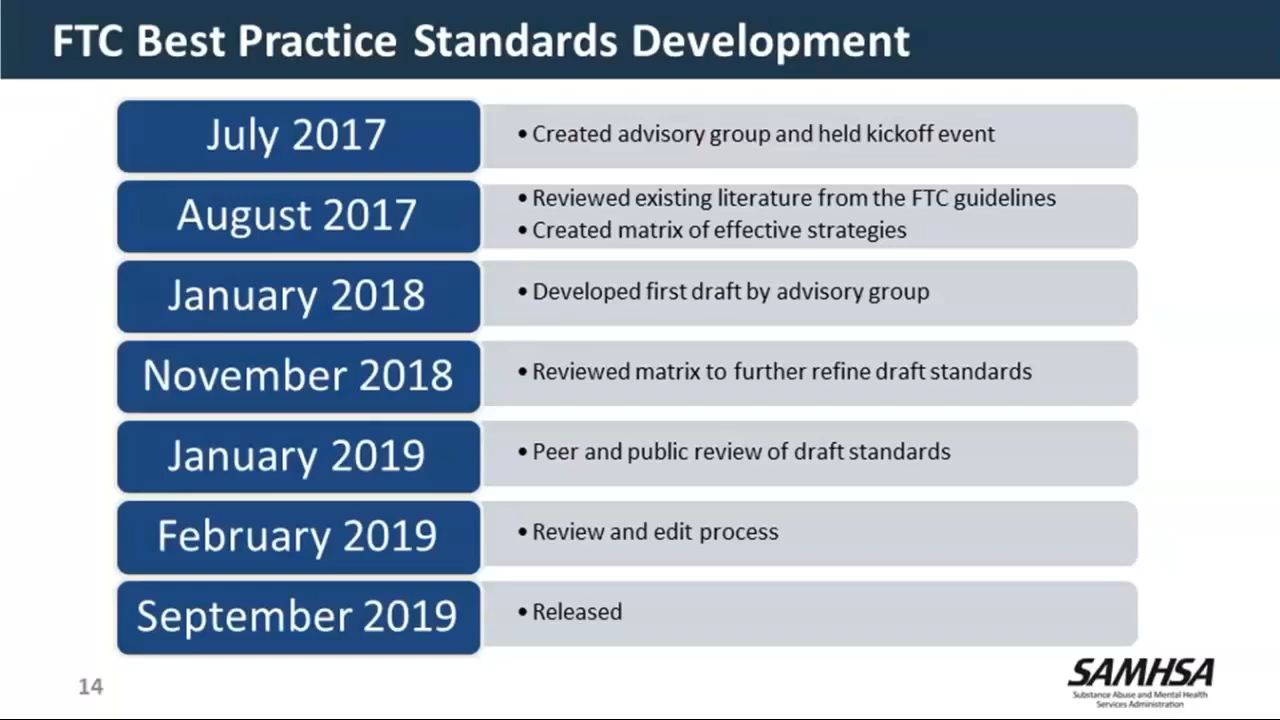 FTC Best Practice Standards Development
July 2017
• Created advisory group and held kickoff event
August 2017
• Reviewed existing literature from the FTC guidelines
• Created matrix of effective strategies
January 2018
• Developed first draft by advisory group
November 2018
• Reviewed matrix to further refine draft standards
January 2019
• Peer and public review of draft standards
February 2019
• Review and edit process
September 2019
• Released
14
SAMHSA
Substance Abuse and Mental Health
Services Administration